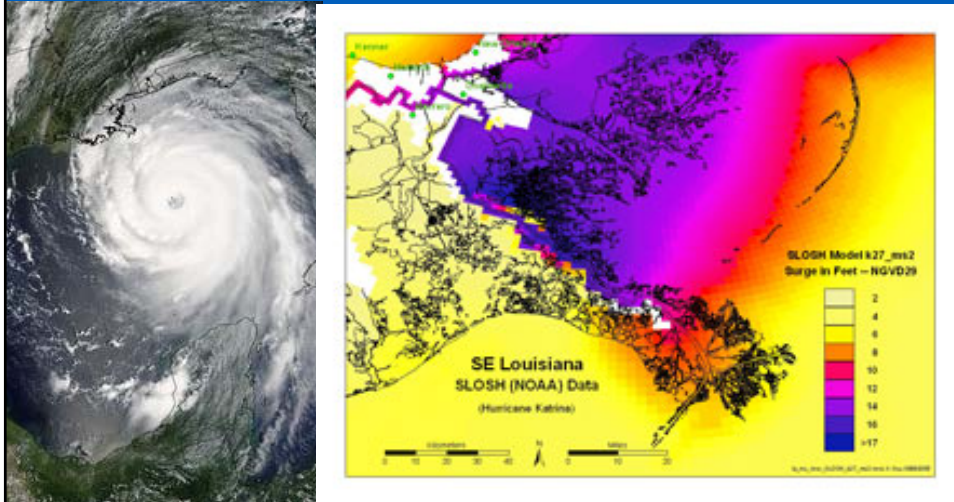 Kenner
SLOSH Model k27_ms2
Surge in Feet -- NGVD29
2
4
6
8
10
12
14
16
>17
SE Louisiana
SLOSH (NOAA) Data
(Hurricane Katrina)
kilometers
N
miles
0 10 20 30 40
0 10 20